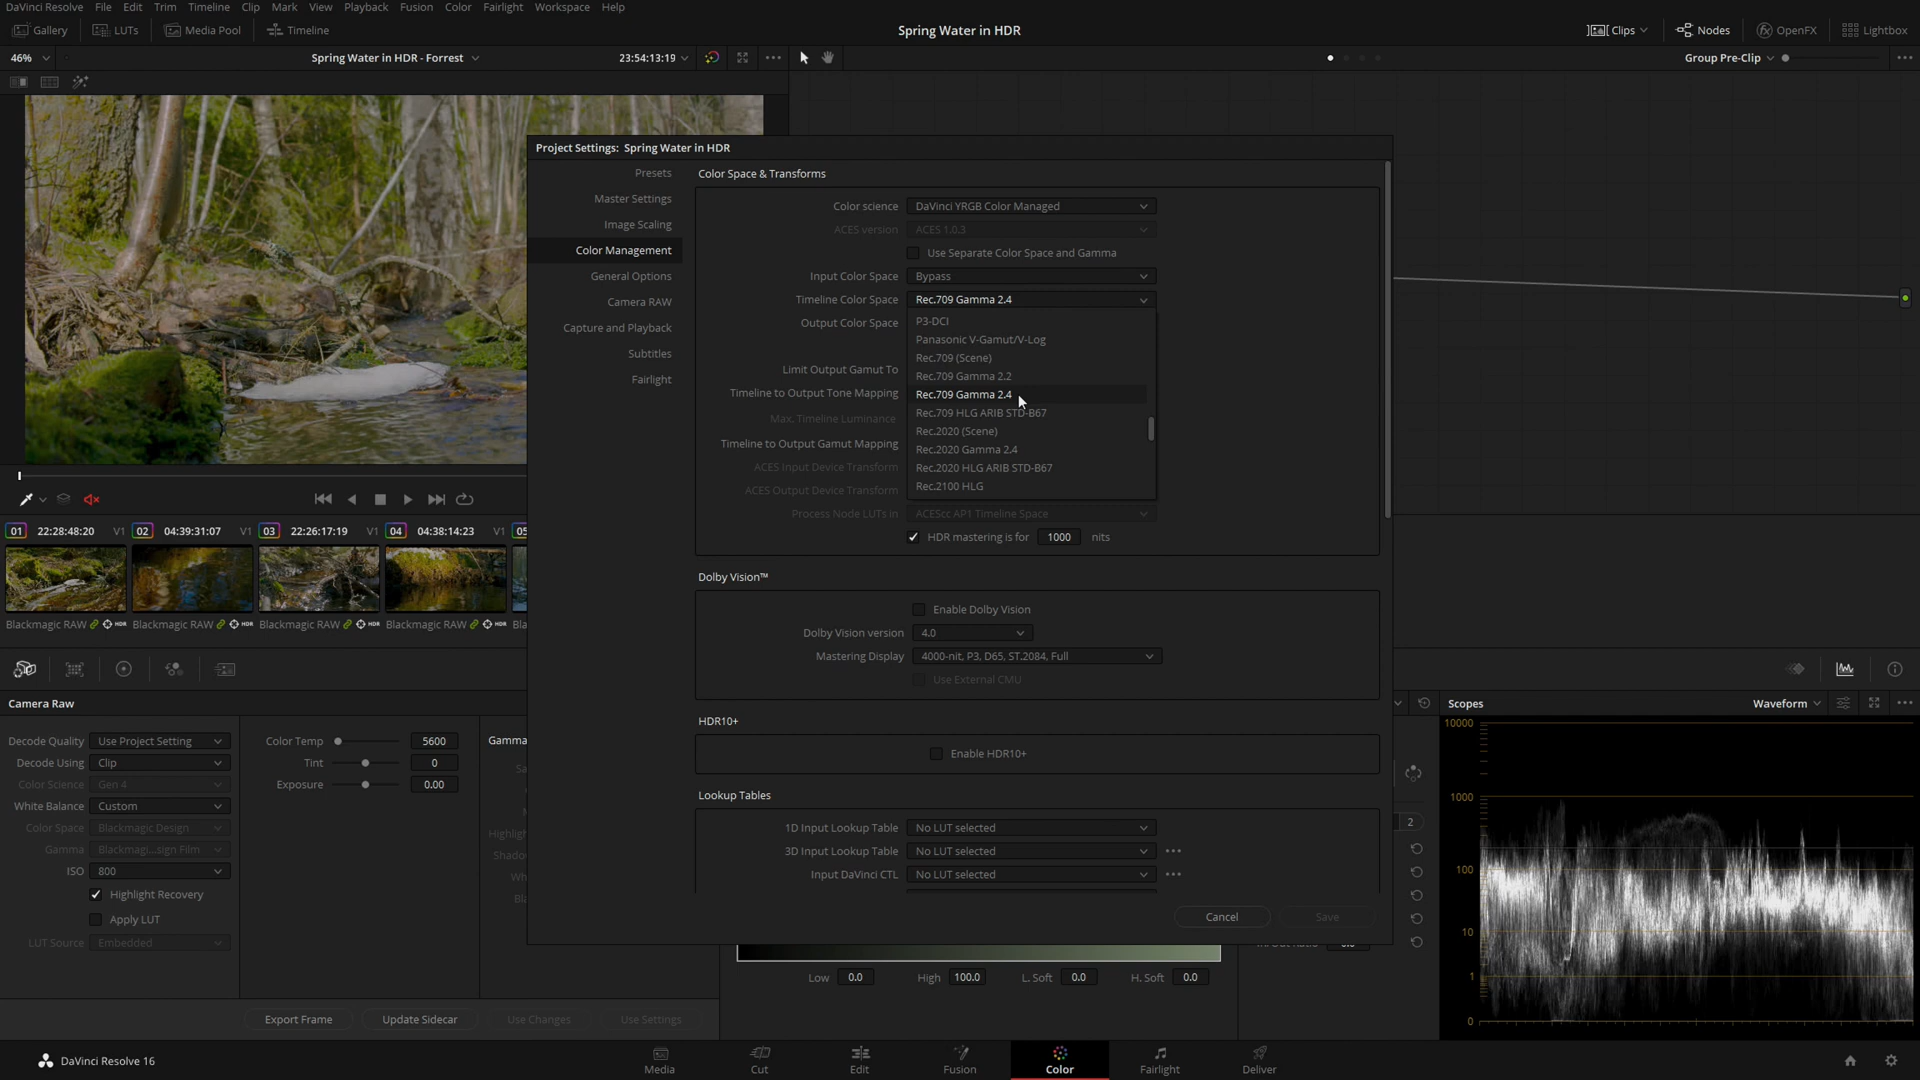 DaVinci Resolve File Edit Trim Timeline Clip Mark View Playback Fusion Color Fairlight Workspace Help
Gallery LUTs Media Pool Timeline Spring Water in HDR Clips Nodes OpenFX Lightbox
46% Spring Water in HDR - Forrest 23:54:13:19 Group Pre-Clip
Project Settings: Spring Water in HDR
Presets
Master Settings
Image Scaling
Color Management
General Options
Camera RAW
Capture and Playback
Subtitles
Fairlight
Color Space & Transforms
Color science DaVinci YRGB Color Managed
ACES version ACES 1.0.3
Use Separate Color Space and Gamma
Input Color Space Bypass
Timeline Color Space Rec.709 Gamma 2.4
Output Color Space
Limit Output Gamut To
Timeline to Output Tone Mapping
Max. Timeline Luminance
Timeline to Output Gamut Mapping
ACES Input Device Transform
ACES Output Device Transform
P3-DCI
Panasonic V-Gamut/V-Log
Rec.709 (Scene)
Rec.709 Gamma 2.2
Rec.709 Gamma 2.4
Rec.709 HLG ARIB STD-B67
Rec.2020 (Scene)
Rec.2020 Gamma 2.4
Rec.2020 HLG ARIB STD-B67
Rec.2100 HLG
Process Node LUTs in ACEScc AP1 Timeline Space
HDR mastering is for 1000 nits
Dolby Vision™
Enable Dolby Vision
Dolby Vision version 4.0
Mastering Display 4000-nit, P3, D65, ST.2084, Full
Use External CMU
HDR10+
Enable HDR10+
Lookup Tables
1D Input Lookup Table No LUT selected
3D Input Lookup Table No LUT selected
Input DaVinci CTL No LUT selected
Cancel Save
01 22:28:48:20 V1 02 04:39:31:07 V1 03 22:26:17:19 V1 04 04:38:14:23 V1 05
Blackmagic RAW HDR Blackmagic RAW HDR Blackmagic RAW HDR Blackmagic RAW HDR Bla
Camera Raw
Decode Quality Use Project Setting
Decode Using Clip
Color Science Gen 4
White Balance Custom
Color Space Blackmagic Design
Gamma Blackmagi...sign Film
ISO 800
Highlight Recovery
Apply LUT
LUT Source Embedded
Color Temp 5600
Tint 0
Exposure 0.00
Gamma
Highligh
Shado
Export Frame Update Sidecar Use Changes Use Settings
Low 0.0 High 100.0 L. Soft 0.0 H. Soft 0.0
2
Scopes Waveform
10000
1000
100
10
1
0
DaVinci Resolve 16 Media Cut Edit Fusion Color Fairlight Deliver